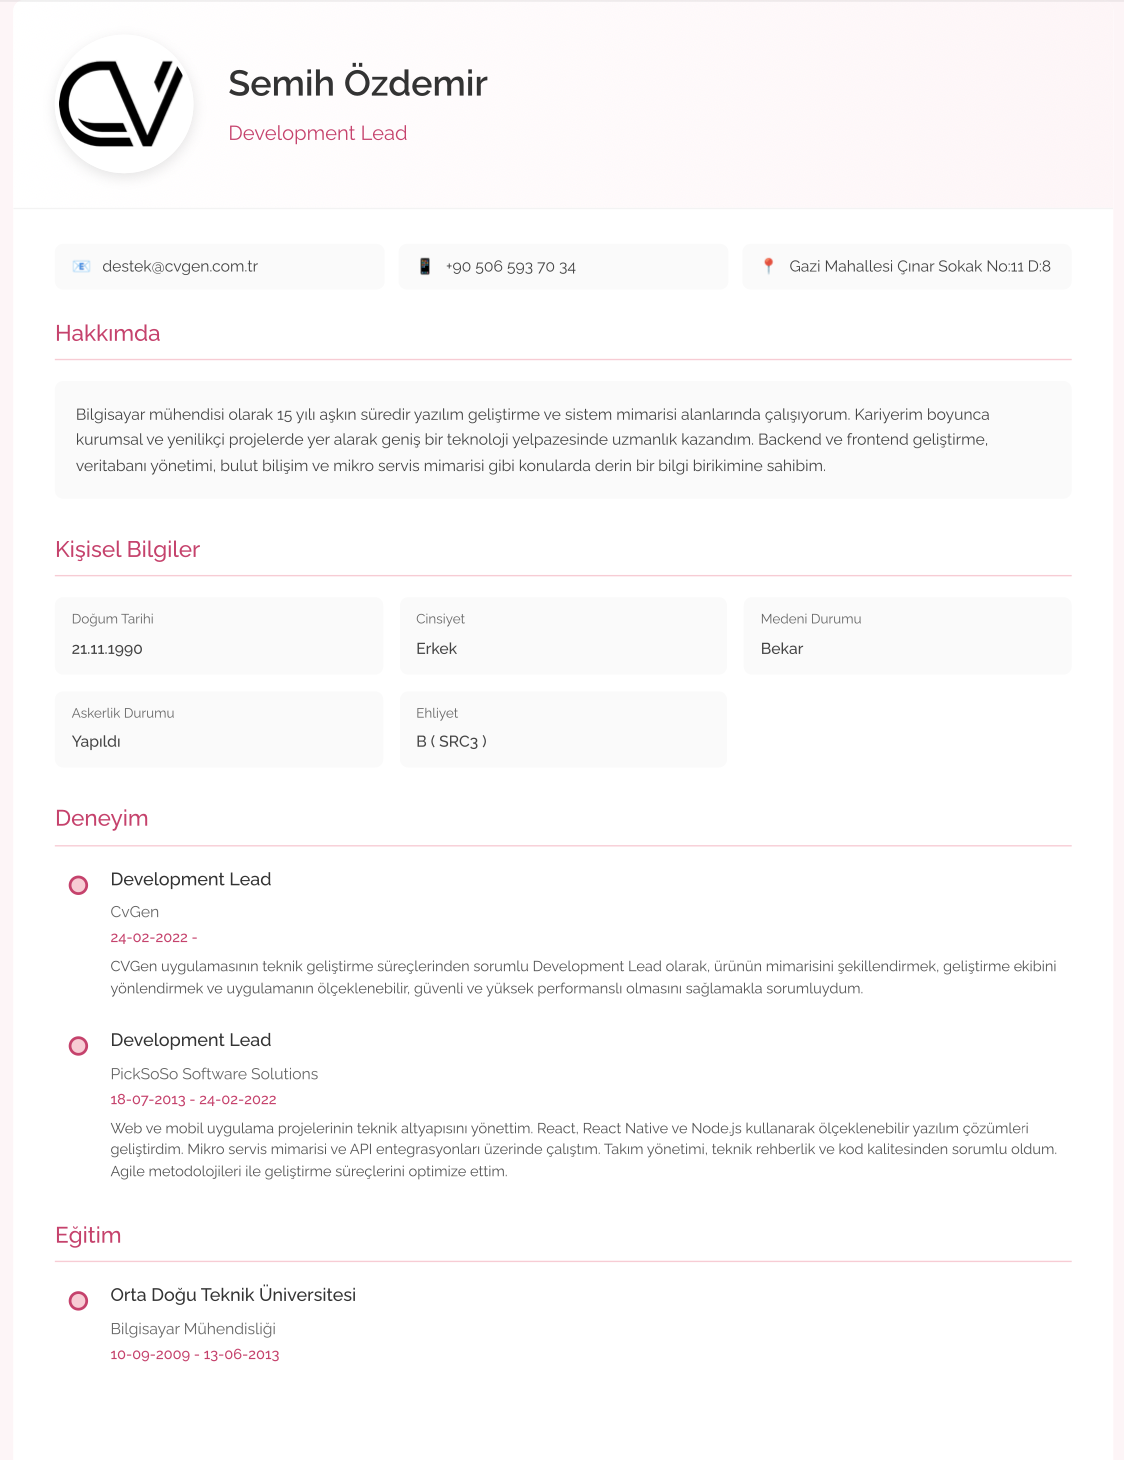 CV
Semih Özdemir
Development Lead
destek@cvgen.com.tr
+90 506 593 70 34
Gazi Mahallesi Çınar Sokak No:11 D:8
Hakkımda
Bilgisayar mühendisi olarak 15 yılı aşkın süredir yazılım geliştirme ve sistem mimarisi alanlarında çalışıyorum. Kariyerim boyunca
kurumsal ve yenilikçi projelerde yer alarak geniş bir teknoloji yelpazesinde uzmanlık kazandım. Backend ve frontend geliştirme,
veritabanı yönetimi, bulut bilişim ve mikro servis mimarisi gibi konularda derin bir bilgi birikimine sahibim.
Kişisel Bilgiler
Doğum Tarihi
21.11.1990
Cinsiyet
Erkek
Medeni Durumu
Bekar
Askerlik Durumu
Yapıldı
Ehliyet
B ( SRC3 )
Deneyim
Development Lead
CvGen
24-02-2022 -
CVGen uygulamasının teknik geliştirme süreçlerinden sorumlu Development Lead olarak, ürünün mimarisini şekillendirmek, geliştirme ekibini
yönlendirmek ve uygulamanın ölçeklenebilir, güvenli ve yüksek performanslı olmasını sağlamakla sorumluydum.
Development Lead
PickSoSo Software Solutions
18-07-2013 - 24-02-2022
Web ve mobil uygulama projelerinin teknik altyapısını yönettim. React, React Native ve Node.js kullanarak ölçeklenebilir yazılım çözümleri
geliştirdim. Mikro servis mimarisi ve API entegrasyonları üzerinde çalıştım. Takım yönetimi, teknik rehberlik ve kod kalitesinden sorumlu oldum.
Agile metodolojileri ile geliştirme süreçlerini optimize ettim.
Eğitim
Orta Doğu Teknik Üniversitesi
Bilgisayar Mühendisliği
10-09-2009 - 13-06-2013